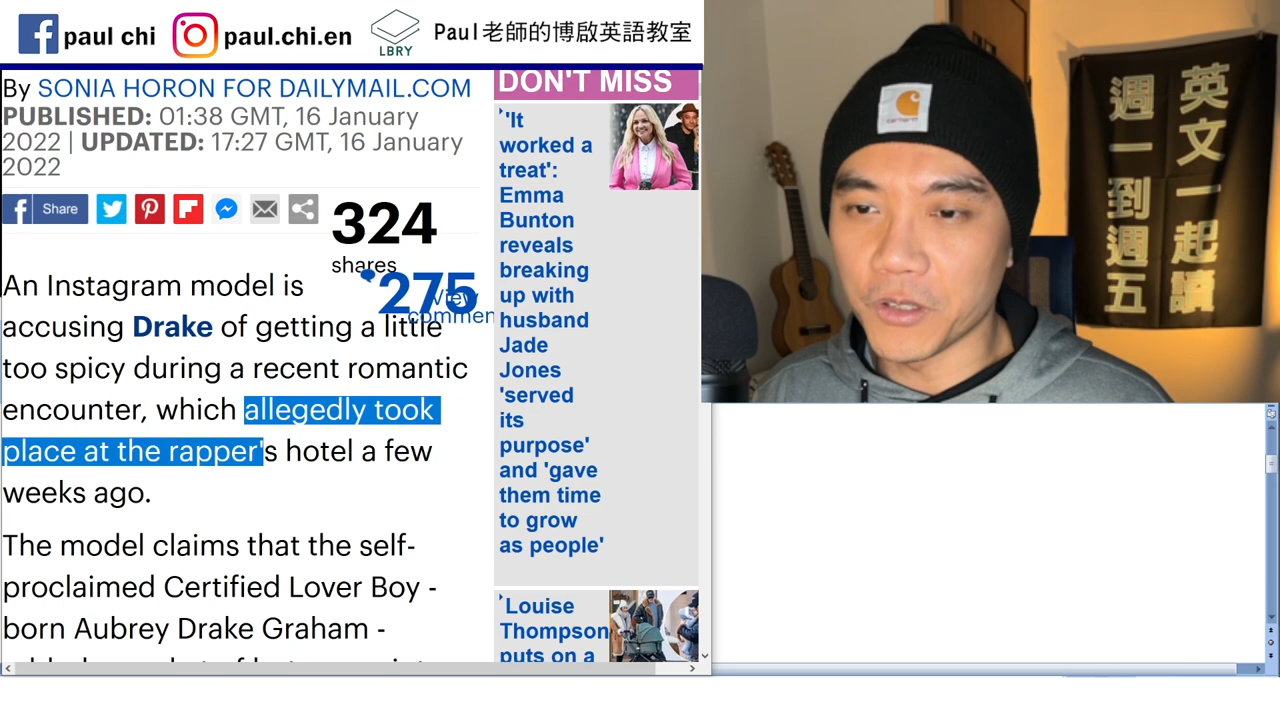 paul chi
paul.chi.en
LBRY
Paul老師的博啟英語教室
By SONIA HORON FOR DAILYMAIL.COM
PUBLISHED: 01:38 GMT, 16 January
2022 | UPDATED: 17:27 GMT, 16 January
2022
Share
324
shares
275
View
commen
An Instagram model is
accusing Drake of getting a little
too spicy during a recent romantic
encounter, which allegedly took
place at the rapper's hotel a few
weeks ago.
The model claims that the self-
proclaimed Certified Lover Boy -
born Aubrey Drake Graham -
DON'T MISS
'It
worked a
treat':
Emma
Bunton
reveals
breaking
up with
husband
Jade
Jones
'served
its
purpose'
and 'gave
them time
to grow
as people'
Louise
Thompson
puts on a
carhartt
英文一起讀
週一到週五